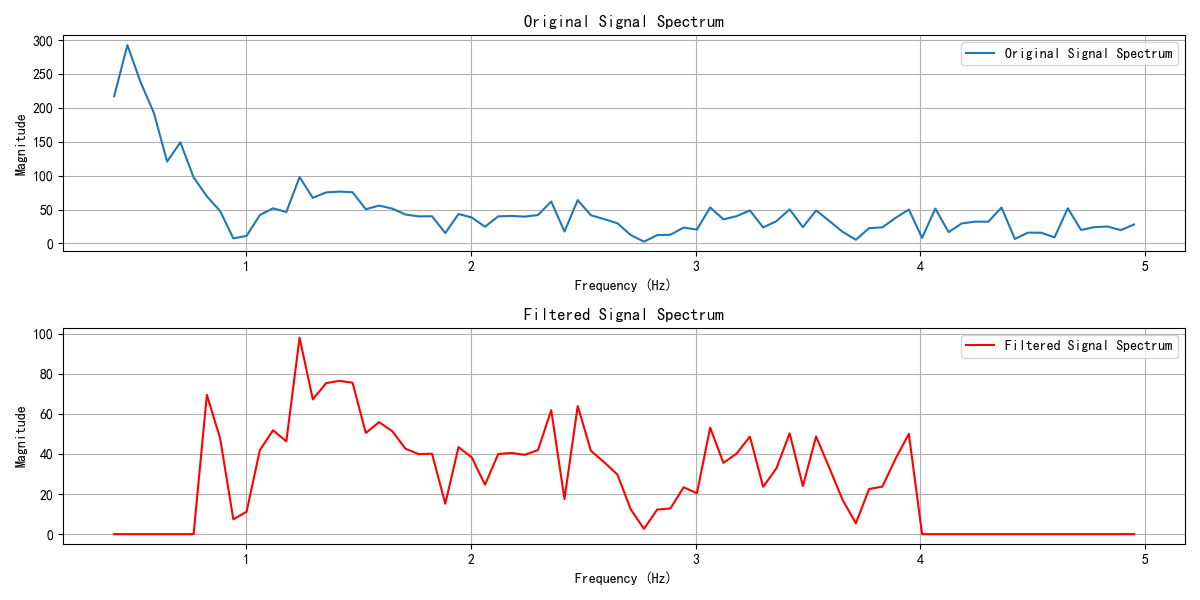 Original Signal Spectrum
300
250
200
150
100
50
0
Magnitude
Original Signal Spectrum
1 2 3 4 5
Frequency (Hz)
Filtered Signal Spectrum
100
80
60
40
20
0
Magnitude
Filtered Signal Spectrum
1 2 3 4 5
Frequency (Hz)